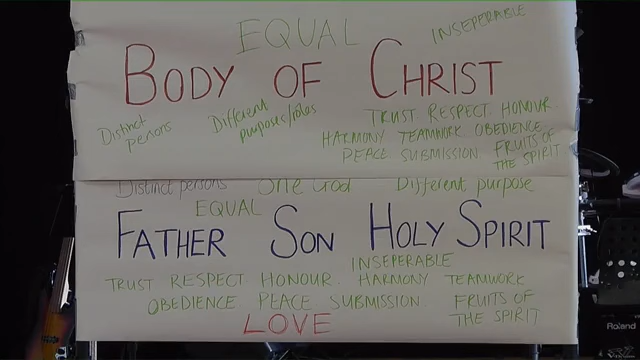 EQUAL
INSEPERABLE
BODY OF CHRIST
Distinct persons
Different purposes/roles
TRUST RESPECT HONOUR
HARMONY TEAMWORK OBEDIENCE
PEACE SUBMISSION FRUITS OF THE SPIRIT
Distinct persons One God Different purpose
EQUAL
FATHER SON HOLY SPIRIT
INSEPERABLE
TRUST RESPECT HONOUR. HARMONY TEAMWORK
OBEDIENCE. PEACE SUBMISSION. FRUITS OF THE SPIRIT
LOVE
Roland